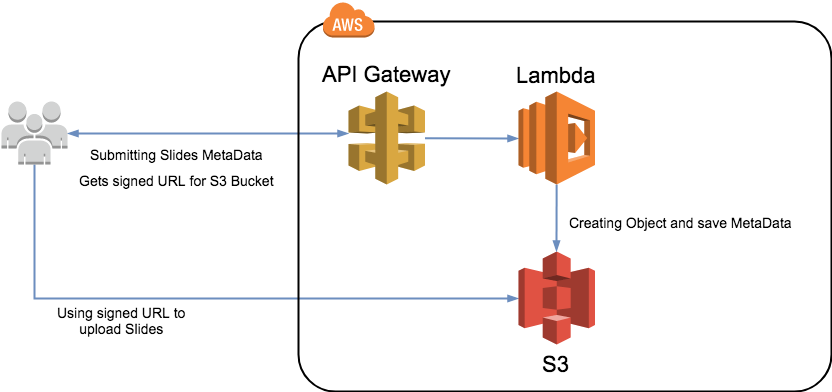 AWS
API Gateway
Lambda
Submitting Slides MetaData
Gets signed URL for S3 Bucket
Creating Object and save MetaData
Using signed URL to
upload Slides
S3